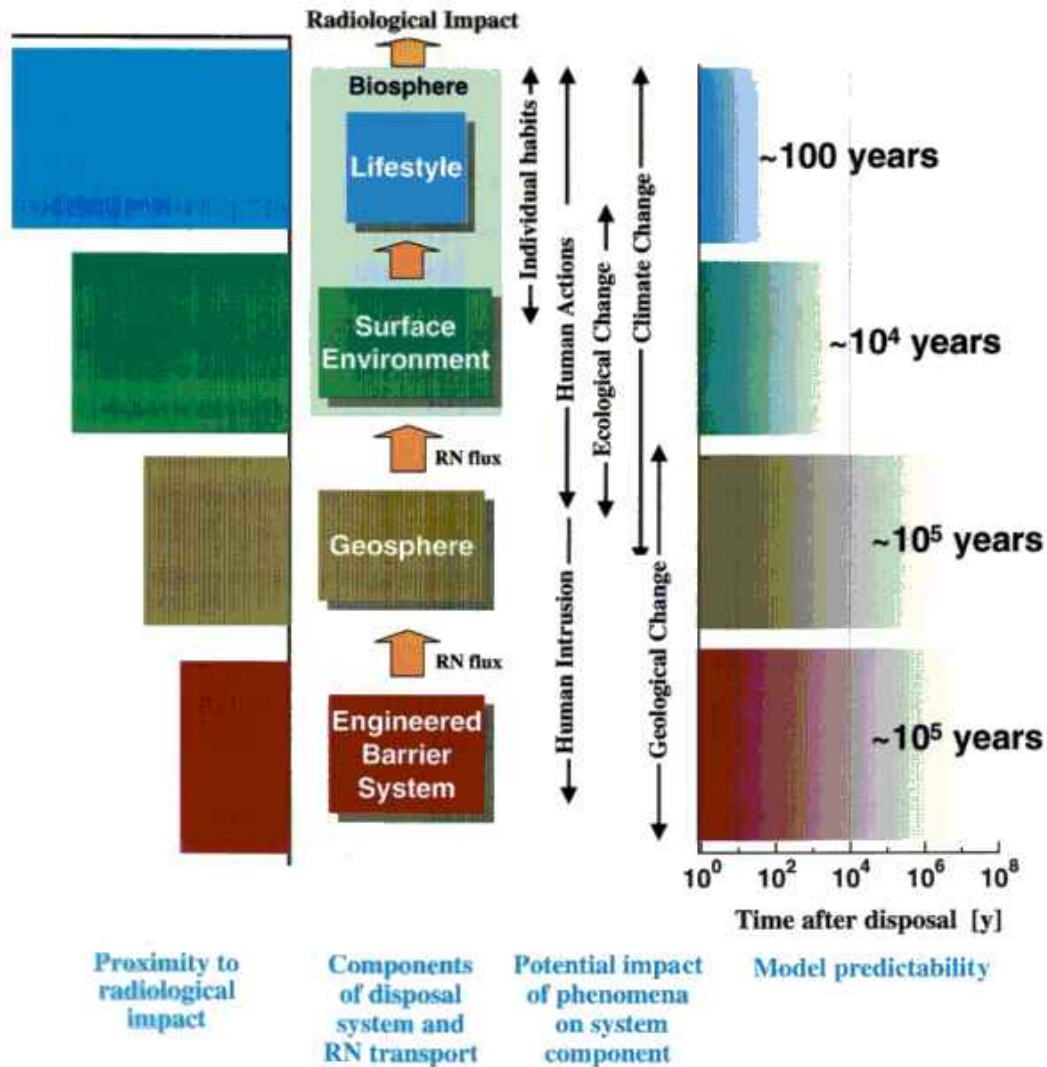 Radiological Impact
Biosphere
Lifestyle
Surface
Environment
RN flux
Geosphere
RN flux
Engineered
Barrier
System
Individual habits
Human Actions
Human Intrusion
Ecological Change
Climate Change
Geological Change
~100 years
~10⁴ years
~10⁵ years
~10⁵ years
10⁰ 10² 10⁴ 10⁶ 10⁸
Time after disposal [y]
Proximity to
radiological
impact
Components
of disposal
system and
RN transport
Potential impact
of phenomena
on system
component
Model predictability